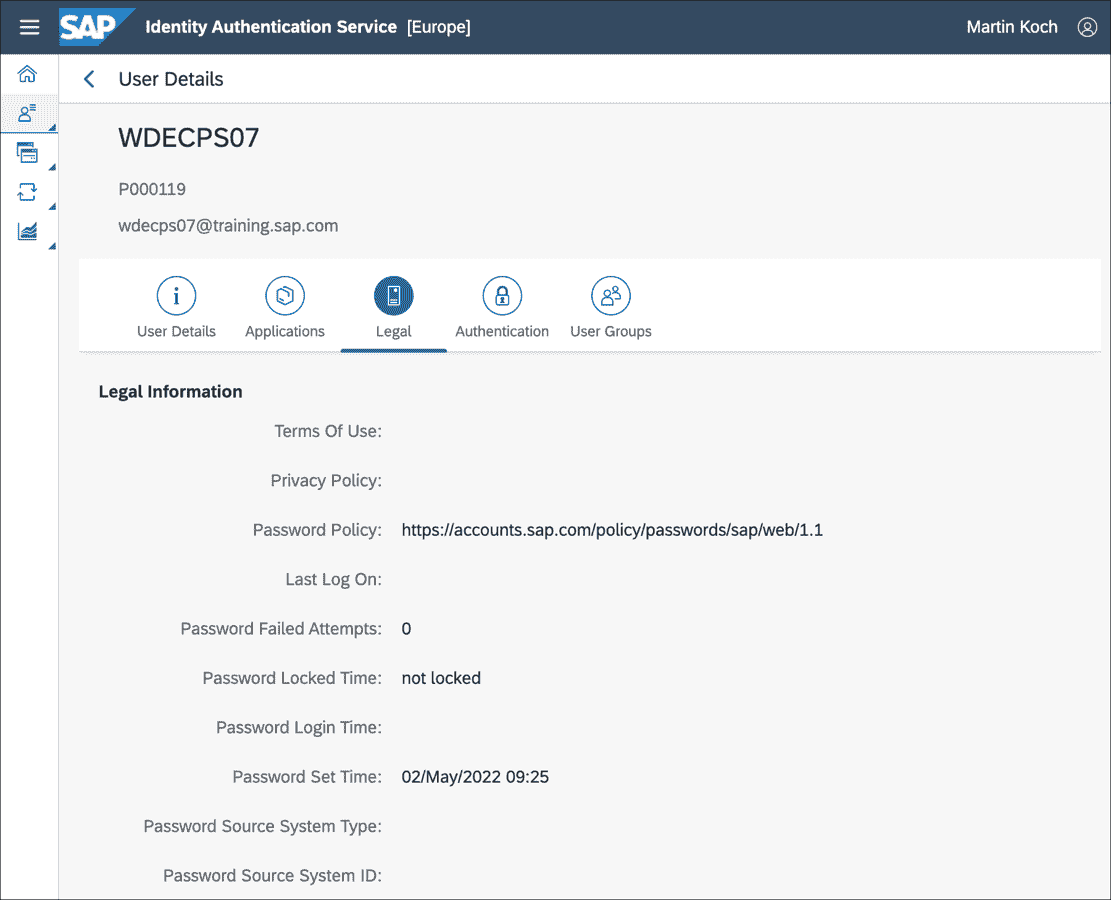 SAP Identity Authentication Service [Europe] Martin Koch
User Details
WDECPS07
P000119
wdecps07@training.sap.com
User Details Applications Legal Authentication User Groups
Legal Information
Terms Of Use:
Privacy Policy:
Password Policy: https://accounts.sap.com/policy/passwords/sap/web/1.1
Last Log On:
Password Failed Attempts: 0
Password Locked Time: not locked
Password Login Time:
Password Set Time: 02/May/2022 09:25
Password Source System Type:
Password Source System ID: